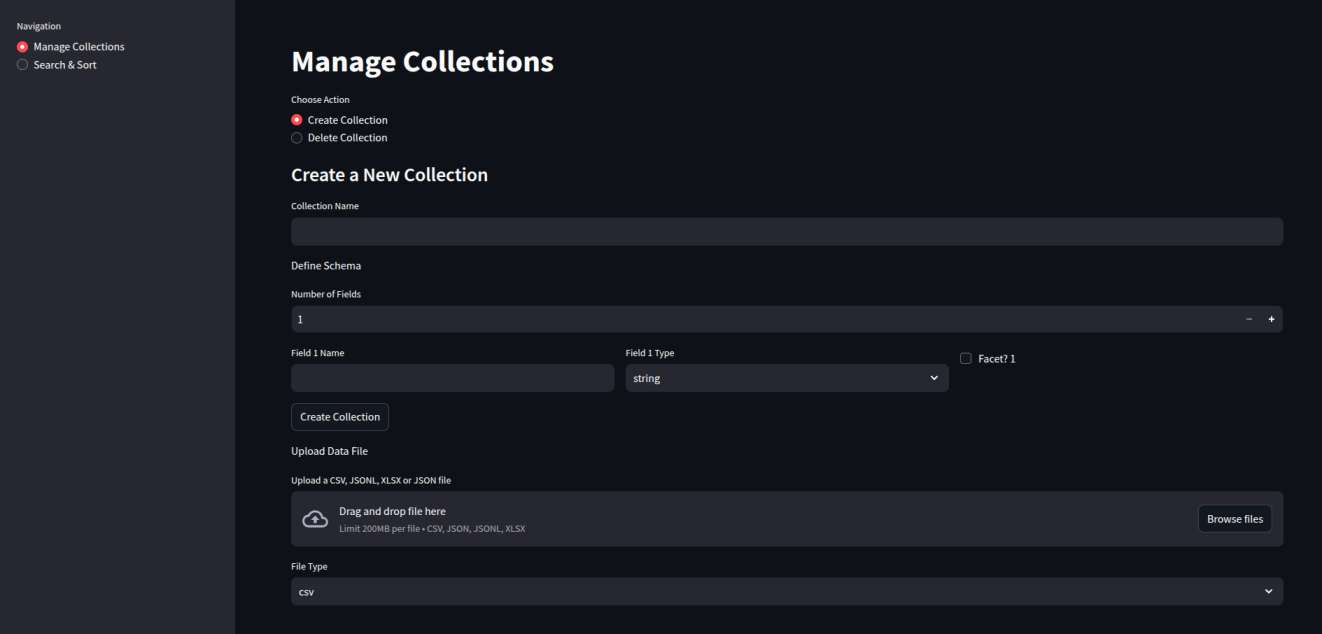 Navigation
Manage Collections
Search & Sort
Manage Collections
Choose Action
Create Collection
Delete Collection
Create a New Collection
Collection Name
Define Schema
Number of Fields
1
Field 1 Name
Field 1 Type
string
Facet? 1
Create Collection
Upload Data File
Upload a CSV, JSONL, XLSX or JSON file
Drag and drop file here
Limit 200MB per file • CSV, JSON, JSONL, XLSX
Browse files
File Type
csv